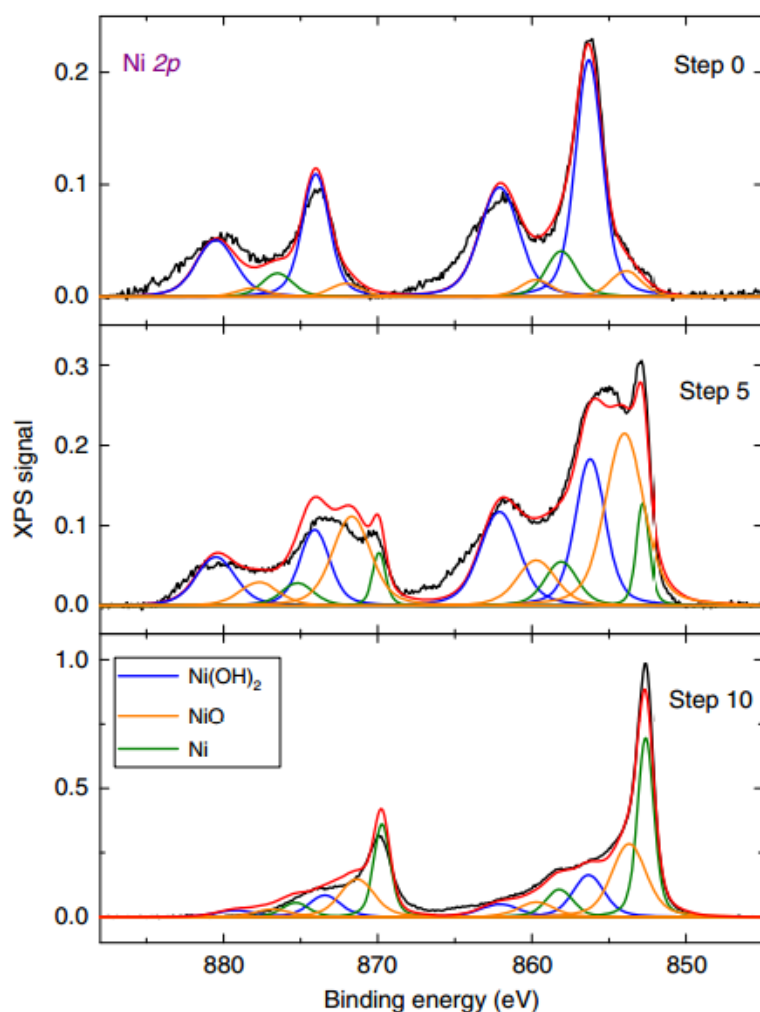 Ni 2p
Step 0
0.2
0.1
0.0
Step 5
0.3
0.2
0.1
0.0
XPS signal
Step 10
1.0
0.5
0.0
Ni(OH)₂
NiO
Ni
880 870 860 850
Binding energy (eV)